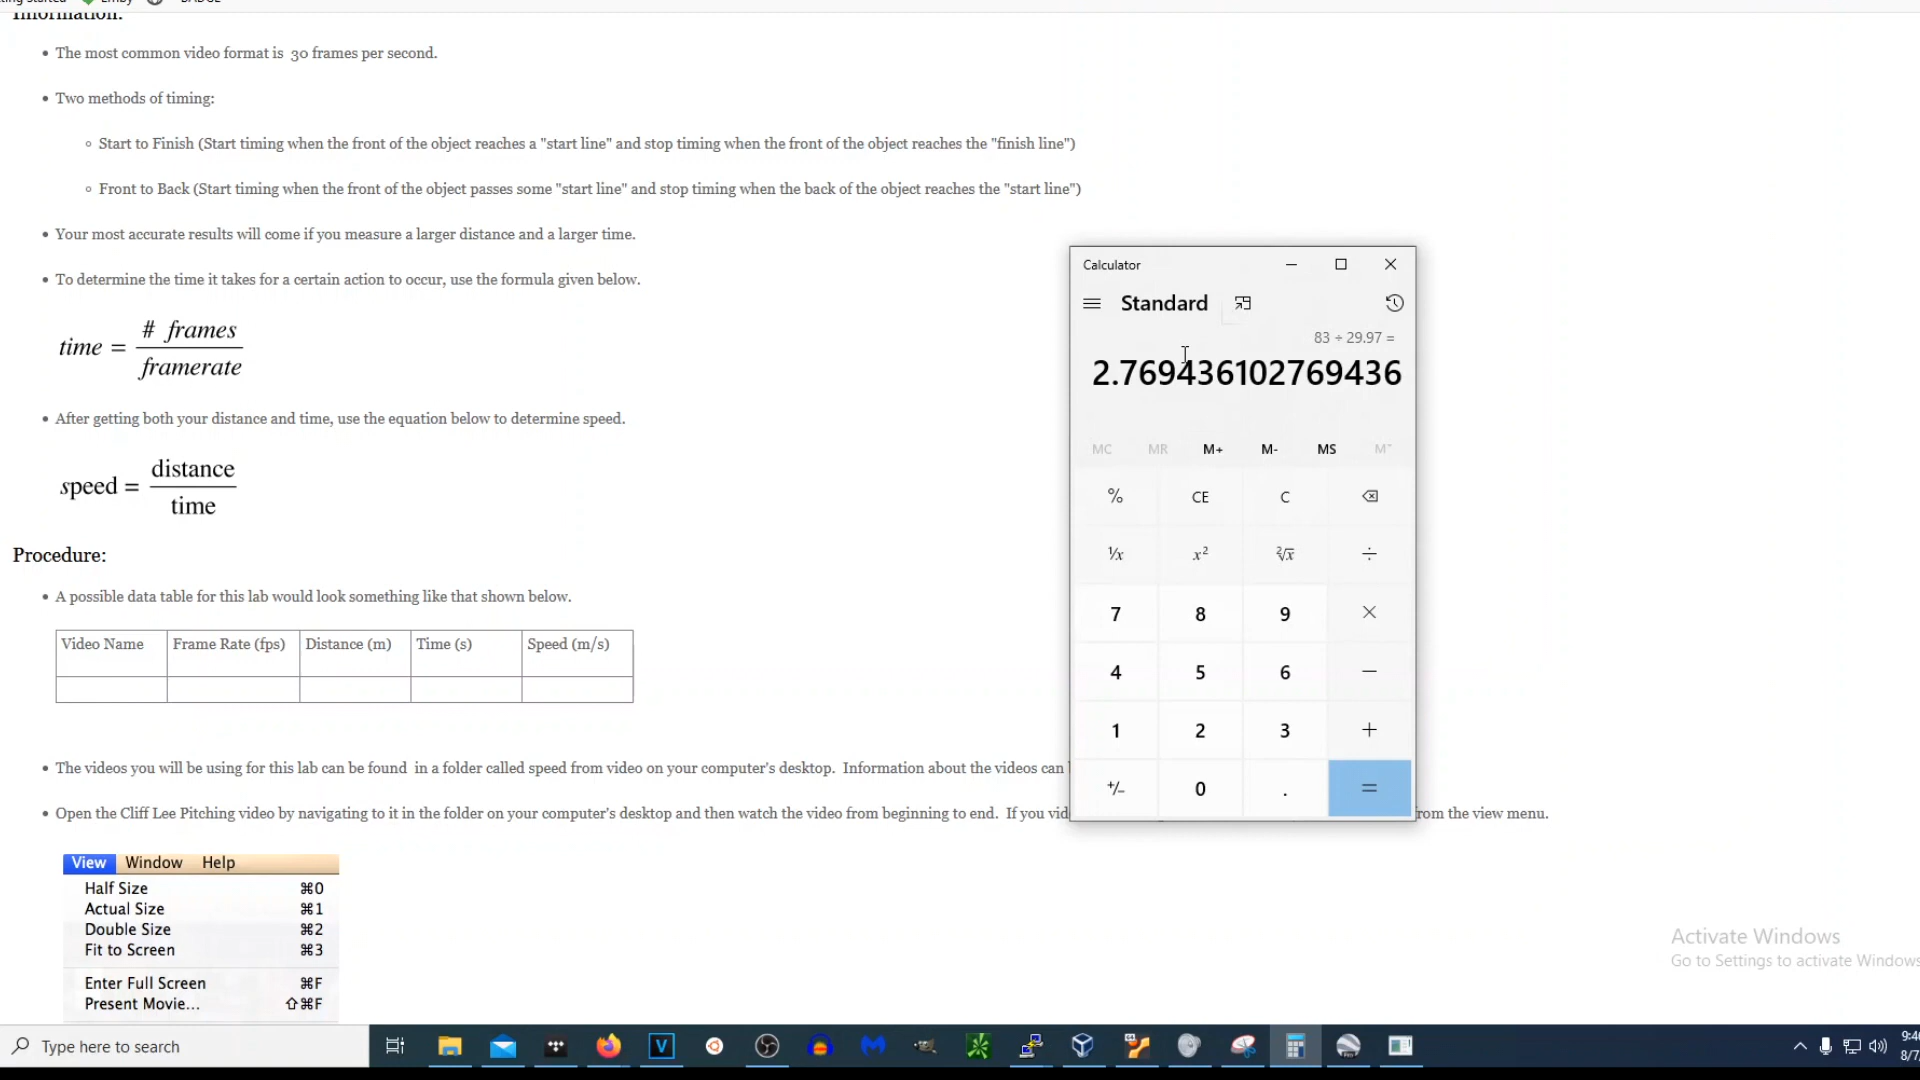 Information:
• The most common video format is 30 frames per second.
• Two methods of timing:
◦ Start to Finish (Start timing when the front of the object reaches a "start line" and stop timing when the front of the object reaches the "finish line")
◦ Front to Back (Start timing when the front of the object passes some "start line" and stop timing when the back of the object reaches the "start line")
• Your most accurate results will come if you measure a larger distance and a larger time.
• To determine the time it takes for a certain action to occur, use the formula given below.
time = # frames / framerate
• After getting both your distance and time, use the equation below to determine speed.
speed = distance / time
Procedure:
• A possible data table for this lab would look something like that shown below.
Video Name Frame Rate (fps) Distance (m) Time (s) Speed (m/s)
• The videos you will be using for this lab can be found in a folder called speed from video on your computer's desktop. Information about the videos can
• Open the Cliff Lee Pitching video by navigating to it in the folder on your computer's desktop and then watch the video from beginning to end. If you
from the view menu.
View Window Help
Half Size ⌘0
Actual Size ⌘1
Double Size ⌘2
Fit to Screen ⌘3
Enter Full Screen ⌘F
Present Movie... ⇧⌘F
Calculator
Standard
83 ÷ 29.97 =
2.769436102769436
MC MR M+ M- MS M˅
% CE C
¹/x x² ²√x ÷
7 8 9 ×
4 5 6 −
1 2 3 +
+/− 0 . =
Activate Windows
Go to Settings to activate Windows
Type here to search
V